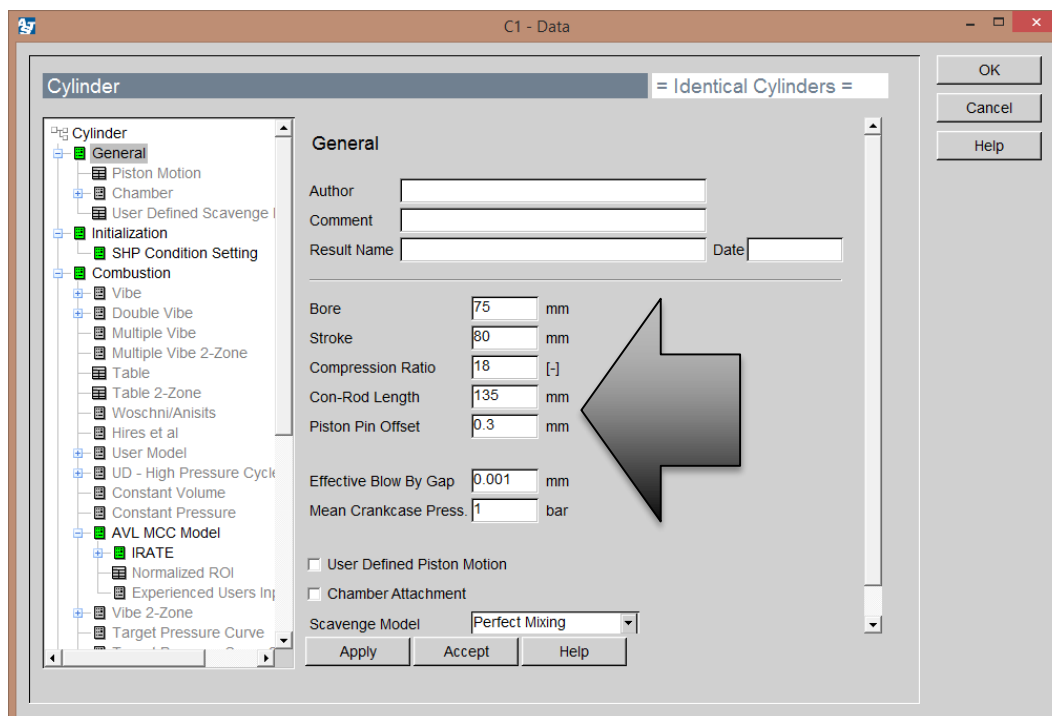 C1 - Data
Cylinder
= Identical Cylinders =
OK
Cancel
Help
Cylinder
General
Piston Motion
Chamber
User Defined Scavenge
Initialization
SHP Condition Setting
Combustion
Vibe
Double Vibe
Multiple Vibe
Multiple Vibe 2-Zone
Table
Table 2-Zone
Woschni/Anisits
Hires et al
User Model
UD - High Pressure Cycle
Constant Volume
Constant Pressure
AVL MCC Model
IRATE
Normalized ROI
Experienced Users
Vibe 2-Zone
Target Pressure Curve
General
Author
Comment
Result Name Date
Bore 75 mm
Stroke 80 mm
Compression Ratio 18 [-]
Con-Rod Length 135 mm
Piston Pin Offset 0.3 mm
Effective Blow By Gap 0.001 mm
Mean Crankcase Press. 1 bar
User Defined Piston Motion
Chamber Attachment
Scavenge Model Perfect Mixing
Apply Accept Help